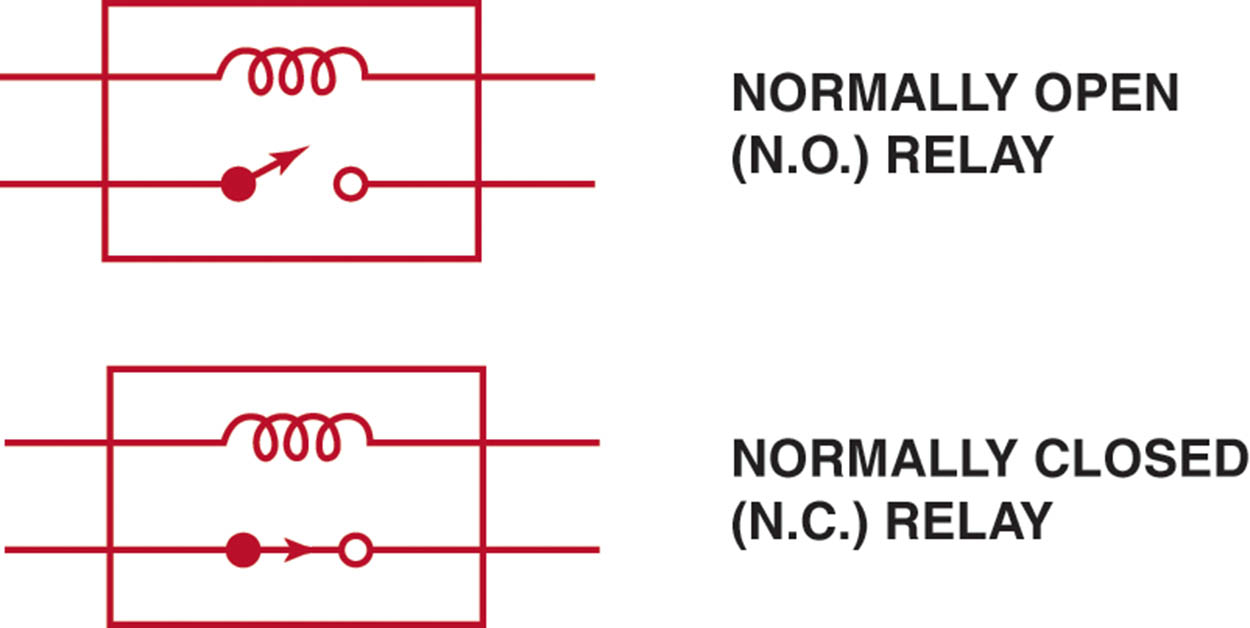 NORMALLY OPEN
(N.O.) RELAY
NORMALLY CLOSED
(N.C.) RELAY